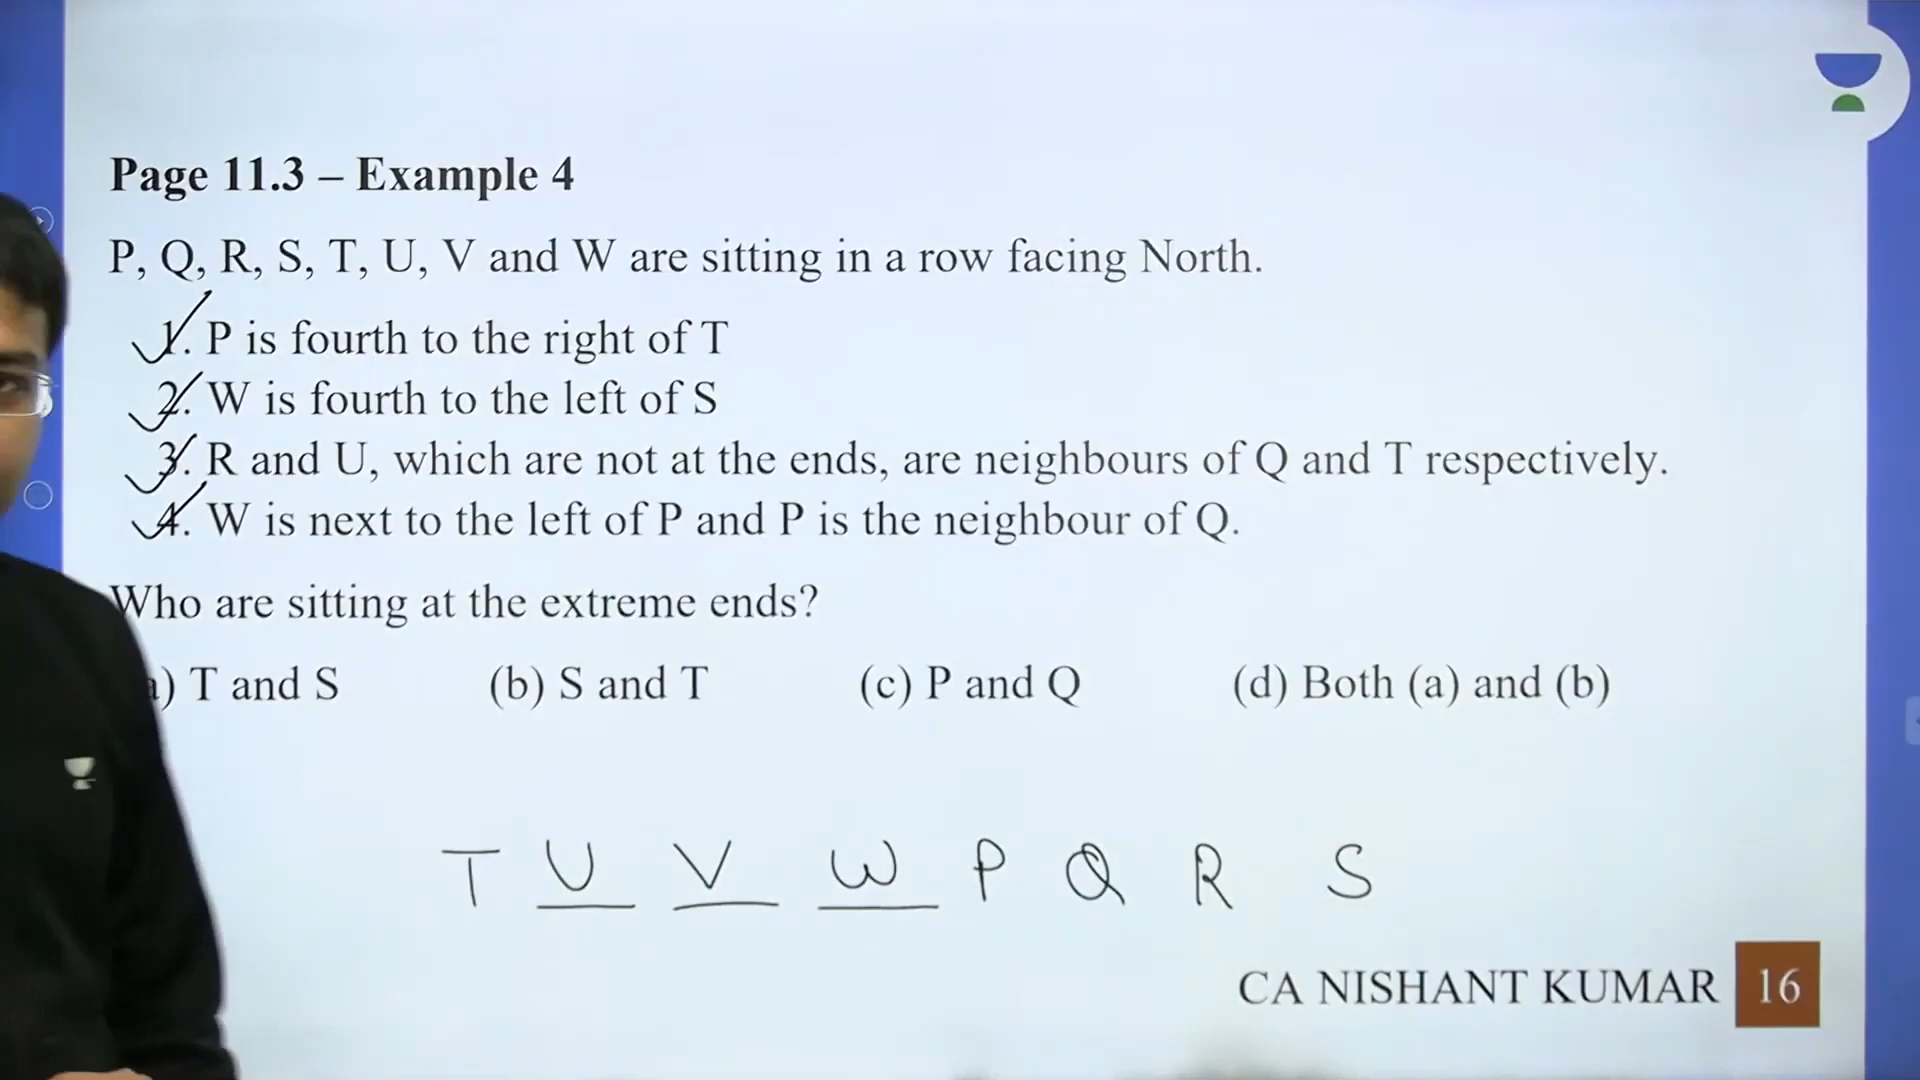 Page 11.3 – Example 4
P, Q, R, S, T, U, V and W are sitting in a row facing North.
1. P is fourth to the right of T
2. W is fourth to the left of S
3. R and U, which are not at the ends, are neighbours of Q and T respectively.
4. W is next to the left of P and P is the neighbour of Q.
Who are sitting at the extreme ends?
a) T and S (b) S and T (c) P and Q (d) Both (a) and (b)
T U V W P Q R S
CA NISHANT KUMAR 16